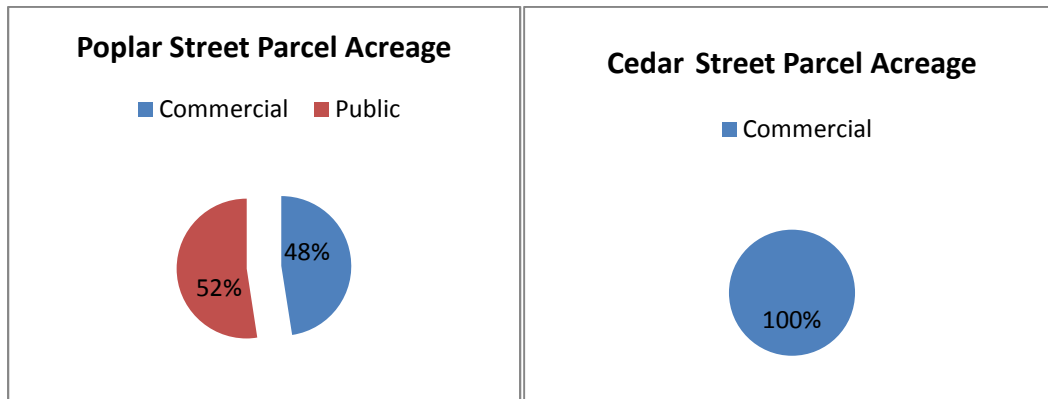 Poplar Street Parcel Acreage
Commercial Public
48%
52%
Cedar Street Parcel Acreage
Commercial
100%